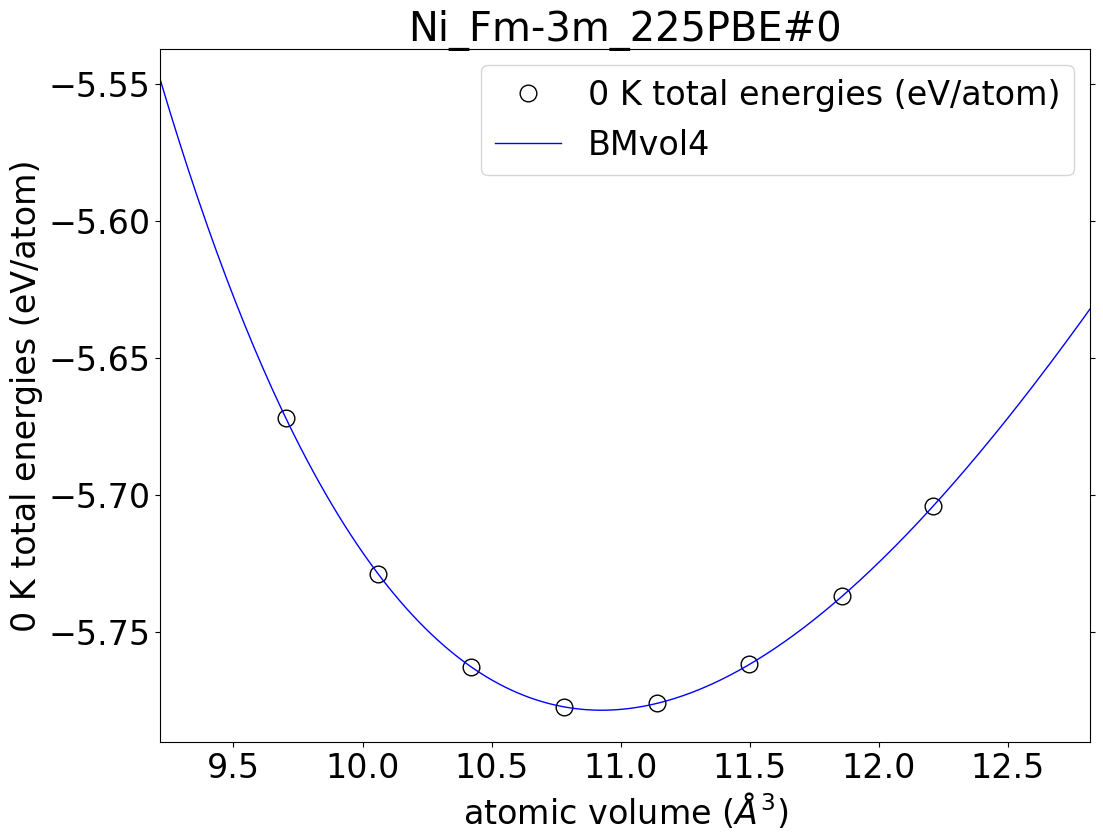 Ni_Fm-3m_225PBE#0
0 K total energies (eV/atom)
BMvol4
0 K total energies (eV/atom)
−5.55
−5.60
−5.65
−5.70
−5.75
9.5 10.0 10.5 11.0 11.5 12.0 12.5
atomic volume (Å³)